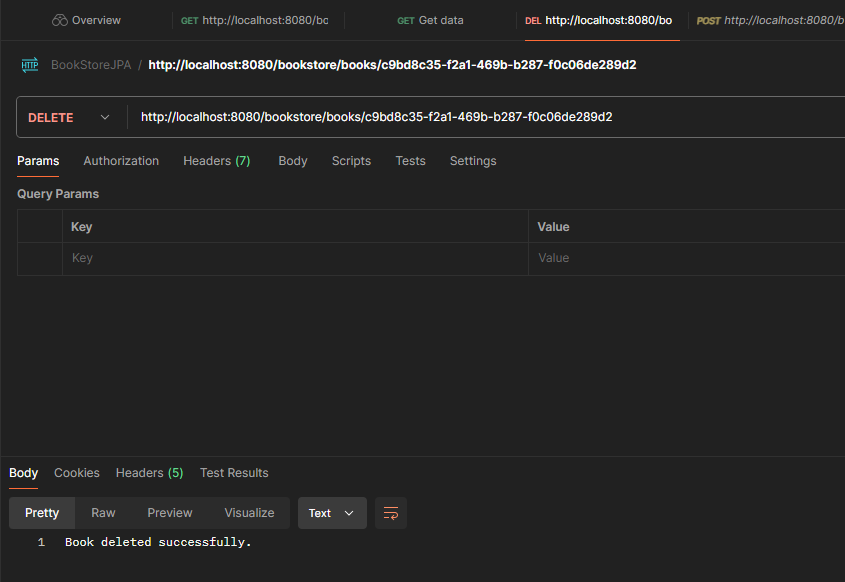 Overview GET http://localhost:8080/bc GET Get data DEL http://localhost:8080/bo POST http://localhost:8080/b
HTTP BookStoreJPA / http://localhost:8080/bookstore/books/c9bd8c35-f2a1-469b-b287-f0c06de289d2
DELETE http://localhost:8080/bookstore/books/c9bd8c35-f2a1-469b-b287-f0c06de289d2
Params Authorization Headers (7) Body Scripts Tests Settings
Query Params
Key Value
Key Value
Body Cookies Headers (5) Test Results
Pretty Raw Preview Visualize Text
1 Book deleted successfully.